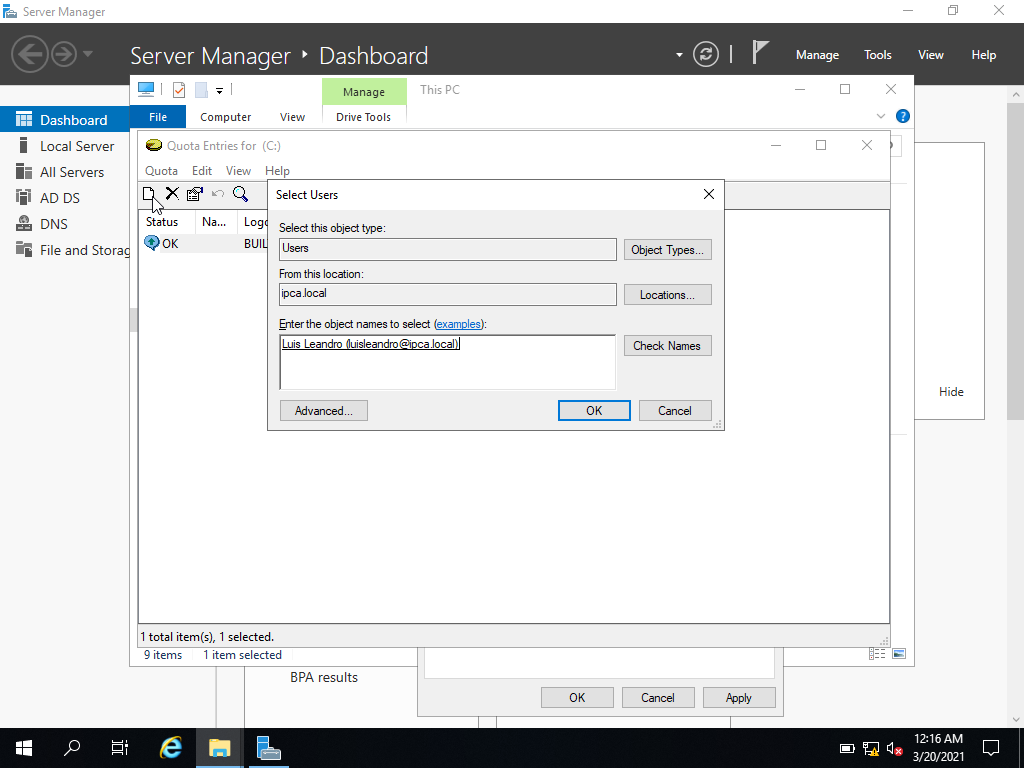 Server Manager
Server Manager ‣ Dashboard
Manage Tools View Help
Manage This PC
File Computer View Drive Tools
Dashboard
Local Server
All Servers
AD DS
DNS
File and Storag
Quota Entries for (C:)
Quota Edit View Help
Status Na... Logo
OK BUIL
Select Users
Select this object type:
Users
Object Types...
From this location:
ipca.local
Locations...
Enter the object names to select (examples):
Luis Leandro (luisleandro@ipca.local)
Check Names
Advanced... OK Cancel
Hide
1 total item(s), 1 selected.
9 items 1 item selected
BPA results
OK Cancel Apply
12:16 AM
3/20/2021